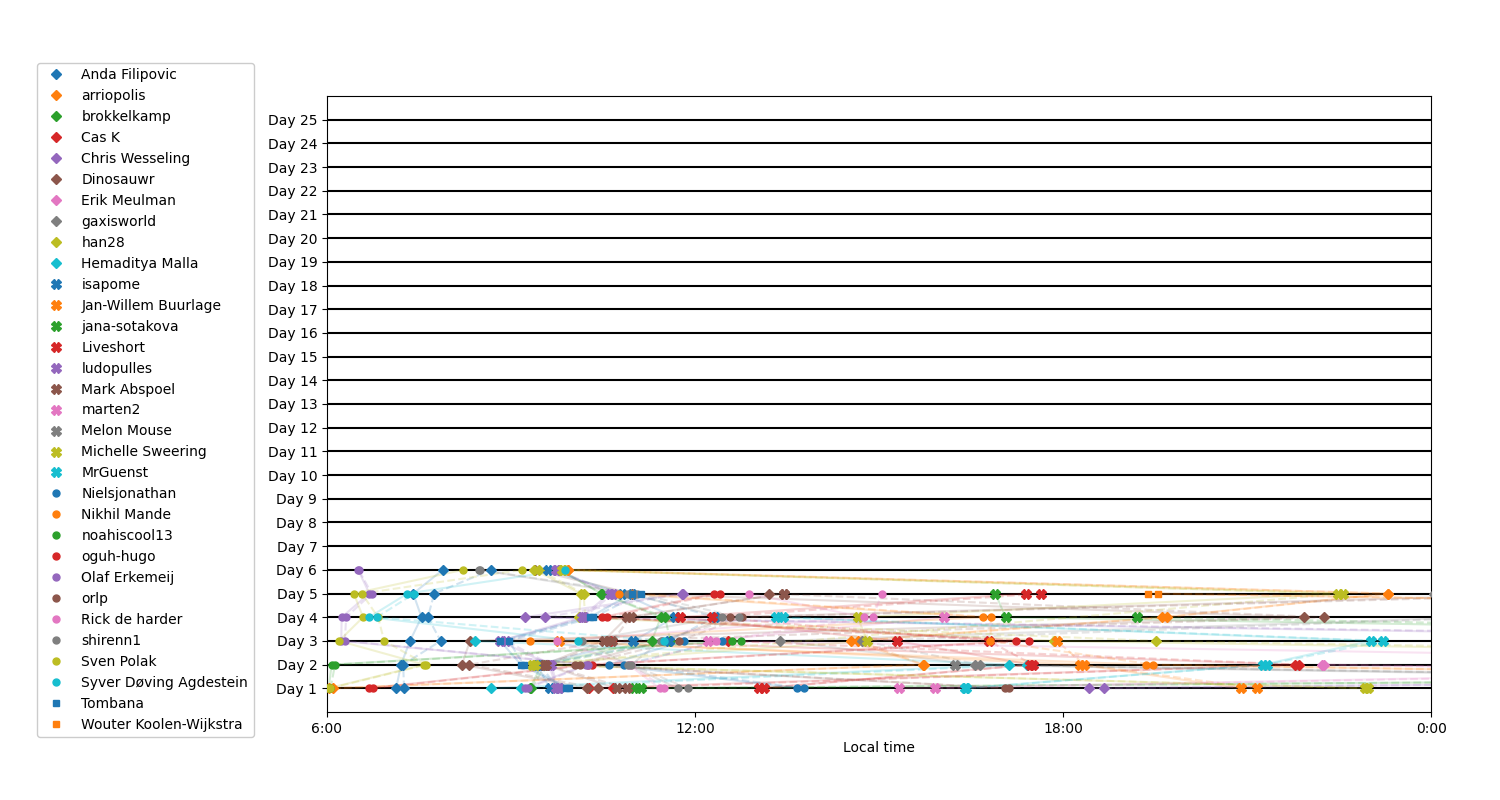 Anda Filipovic
arriopolis
brokkelkamp
Cas K
Chris Wesseling
Dinosauwr
Erik Meulman
gaxisworld
han28
Hemaditya Malla
isapome
Jan-Willem Buurlage
jana-sotakova
Liveshort
ludopulles
Mark Abspoel
marten2
Melon Mouse
Michelle Sweering
MrGuenst
Nielsjonathan
Nikhil Mande
noahiscool13
oguh-hugo
Olaf Erkemeij
orlp
Rick de harder
shirenn1
Sven Polak
Syver Døving Agdestein
Tombana
Wouter Koolen-Wijkstra
Day 25
Day 24
Day 23
Day 22
Day 21
Day 20
Day 19
Day 18
Day 17
Day 16
Day 15
Day 14
Day 13
Day 12
Day 11
Day 10
Day 9
Day 8
Day 7
Day 6
Day 5
Day 4
Day 3
Day 2
Day 1
6:00 12:00 18:00 0:00
Local time